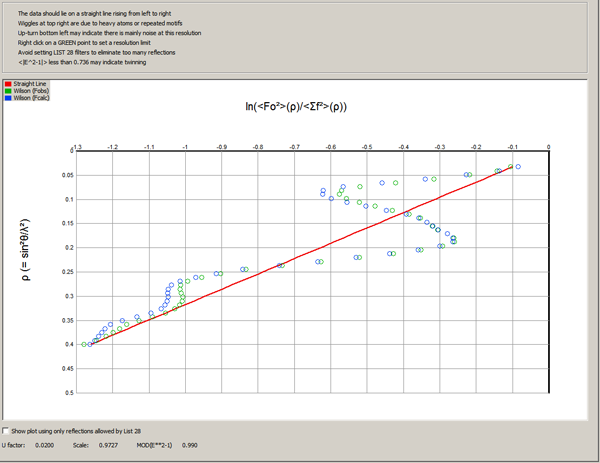 The data should lie on a straight line rising from left to right
Wiggles at top right are due to heavy atoms or repeated motifs
Up-turn bottom left may indicate there is mainly noise at this resolution
Right click on a GREEN point to set a resolution limit
Avoid setting LIST 28 filters to eliminate too many reflections
<|E^2-1|> less than 0.736 may indicate twinning
Straight Line
Wilson (Fobs)
Wilson (Fcalc)
ln(<Fo²>(ρ)/<Σf²>(ρ))
-1.3 -1.2 -1.1 -1 -0.9 -0.8 -0.7 -0.6 -0.5 -0.4 -0.3 -0.2 -0.1 0
0
0.05
0.1
0.15
0.2
0.25
0.3
0.35
0.4
0.45
0.5
ρ (= sin²θ/λ²)
Show plot using only reflections allowed by List 28
U factor: 0.0200 Scale: 0.9727 MOD(E**2-1) 0.990